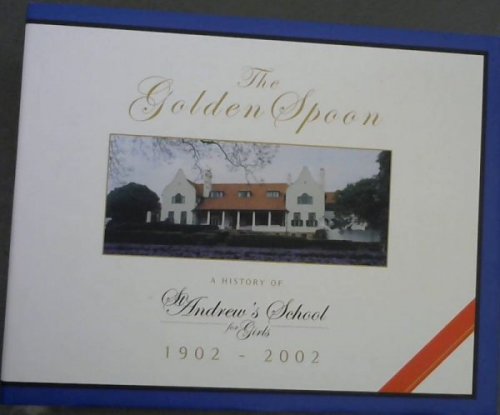 The
Golden Spoon
A HISTORY OF
St Andrew's School
for Girls
1902 - 2002